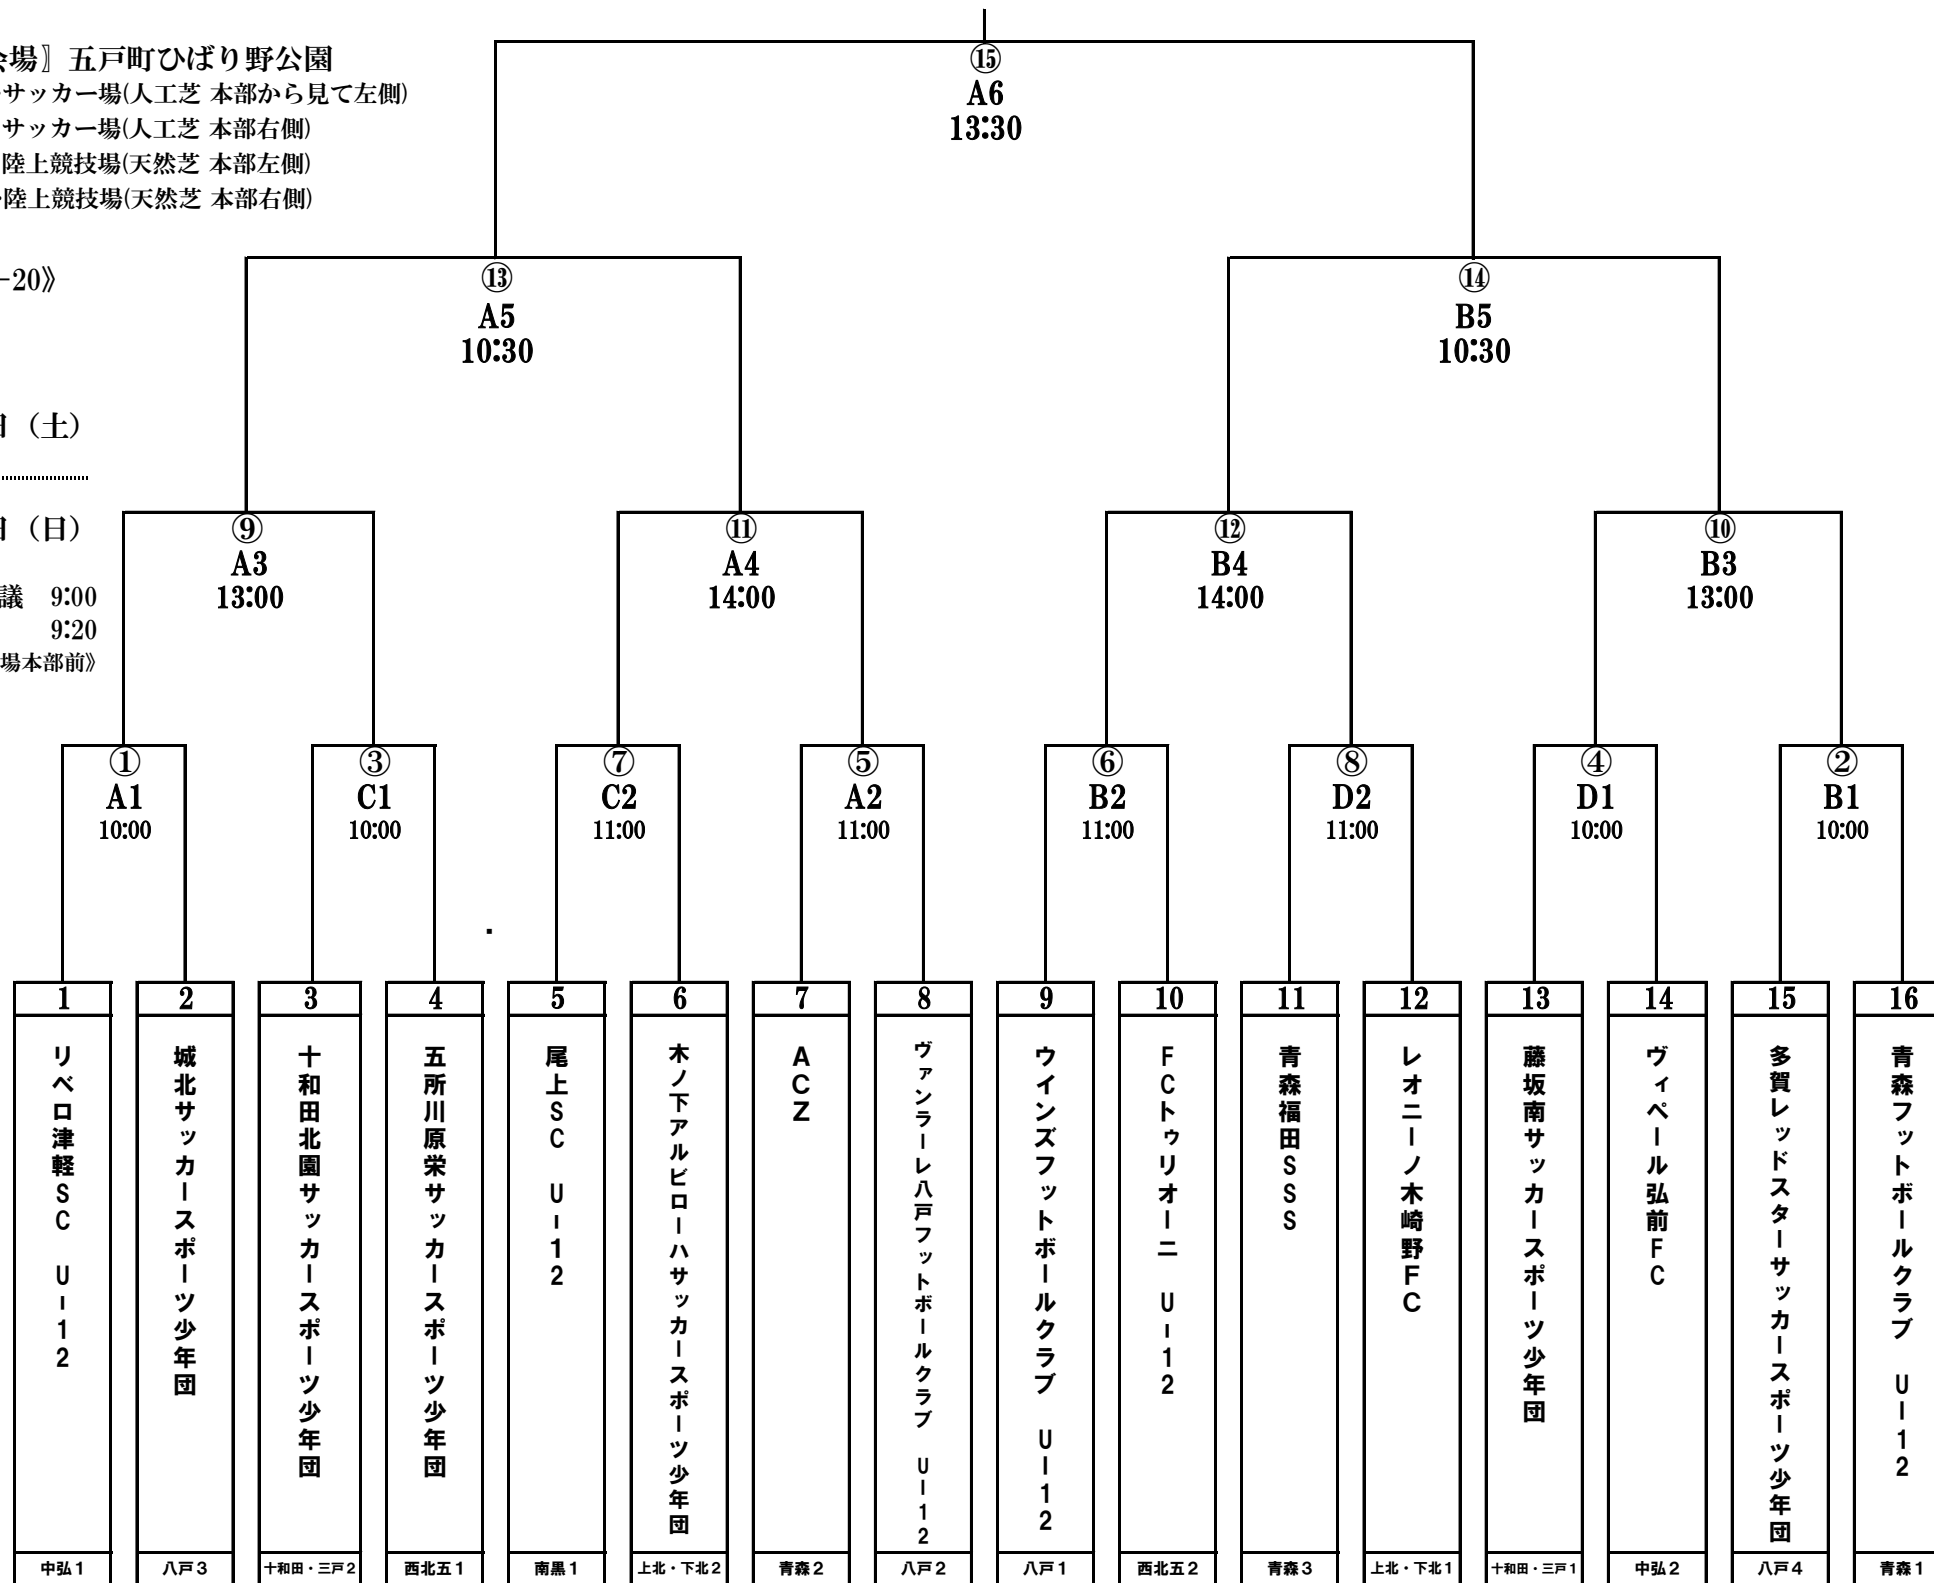 会場〗五戸町ひばり野公園
サッカー場(人工芝 本部から見て左側)
サッカー場(人工芝 本部右側)
陸上競技場(天然芝 本部左側)
陸上競技場(天然芝 本部右側)
-20》
日（土）
日（日）
議 9:00
9:20
場本部前》
⑮
A6
13:30
⑬
A5
10:30
⑭
B5
10:30
⑨
A3
13:00
⑪
A4
14:00
⑫
B4
14:00
⑩
B3
13:00
①
A1
10:00
③
C1
10:00
⑦
C2
11:00
⑤
A2
11:00
⑥
B2
11:00
⑧
D2
11:00
④
D1
10:00
②
B1
10:00
1
リベロ津軽SC U-12
中弘1
2
城北サッカースポーツ少年団
八戸3
3
十和田北園サッカースポーツ少年団
十和田・三戸2
4
五所川原栄サッカースポーツ少年団
西北五1
5
尾上SC U-12
南黒1
6
木ノ下アルビローハサッカースポーツ少年団
上北・下北2
7
ACZ
青森2
8
ヴァンラーレ八戸フットボールクラブ U-12
八戸2
9
ウインズフットボールクラブ U-12
八戸1
10
FCトゥリオーニ U-12
西北五2
11
青森福田SSS
青森3
12
レオニーノ木崎野FC
上北・下北1
13
藤坂南サッカースポーツ少年団
十和田・三戸1
14
ヴィペール弘前FC
中弘2
15
多賀レッドスターサッカースポーツ少年団
八戸4
16
青森フットボールクラブ U-12
青森1